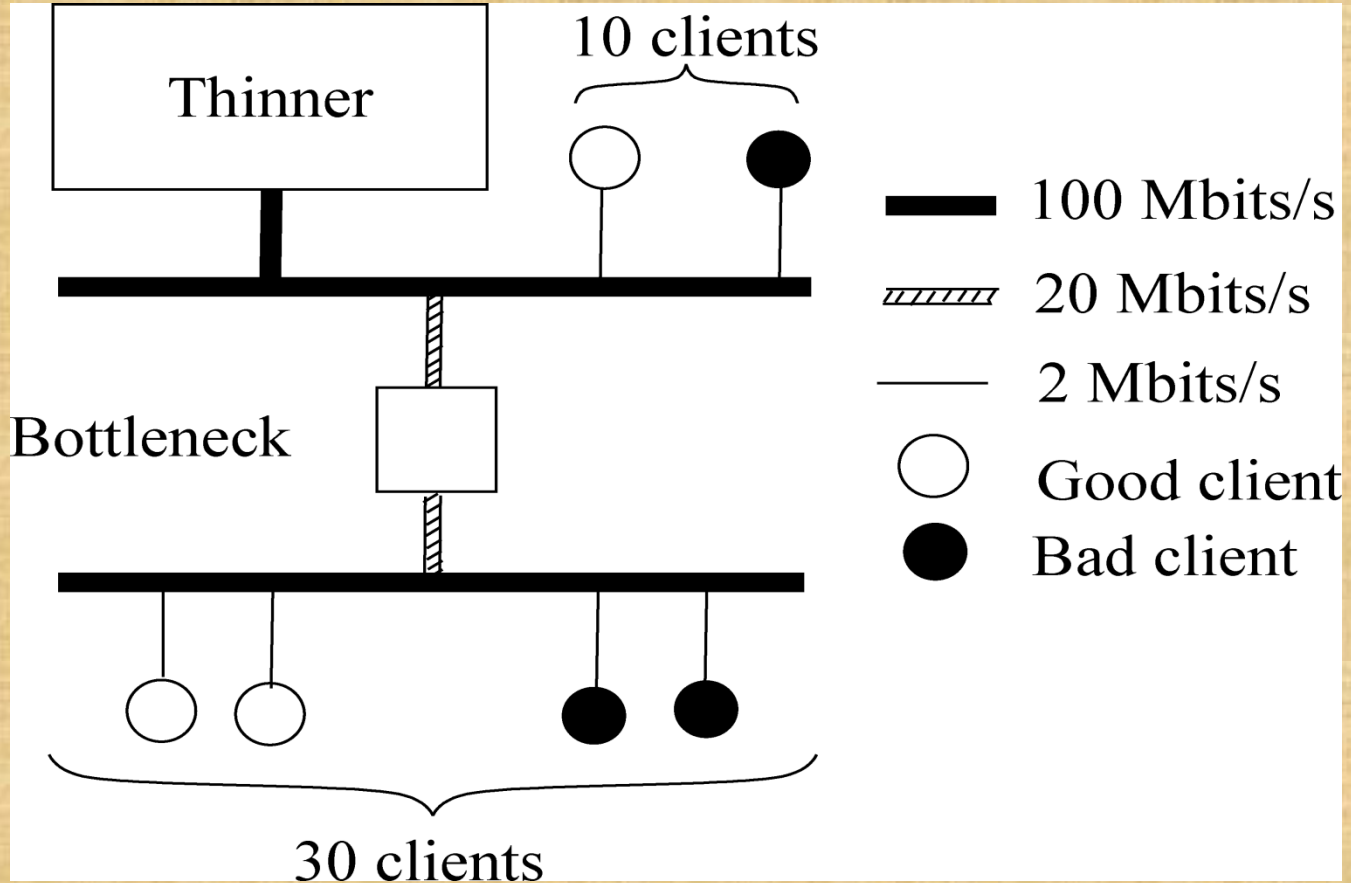 10 clients
Thinner
100 Mbits/s
20 Mbits/s
2 Mbits/s
Bottleneck
Good client
Bad client
30 clients